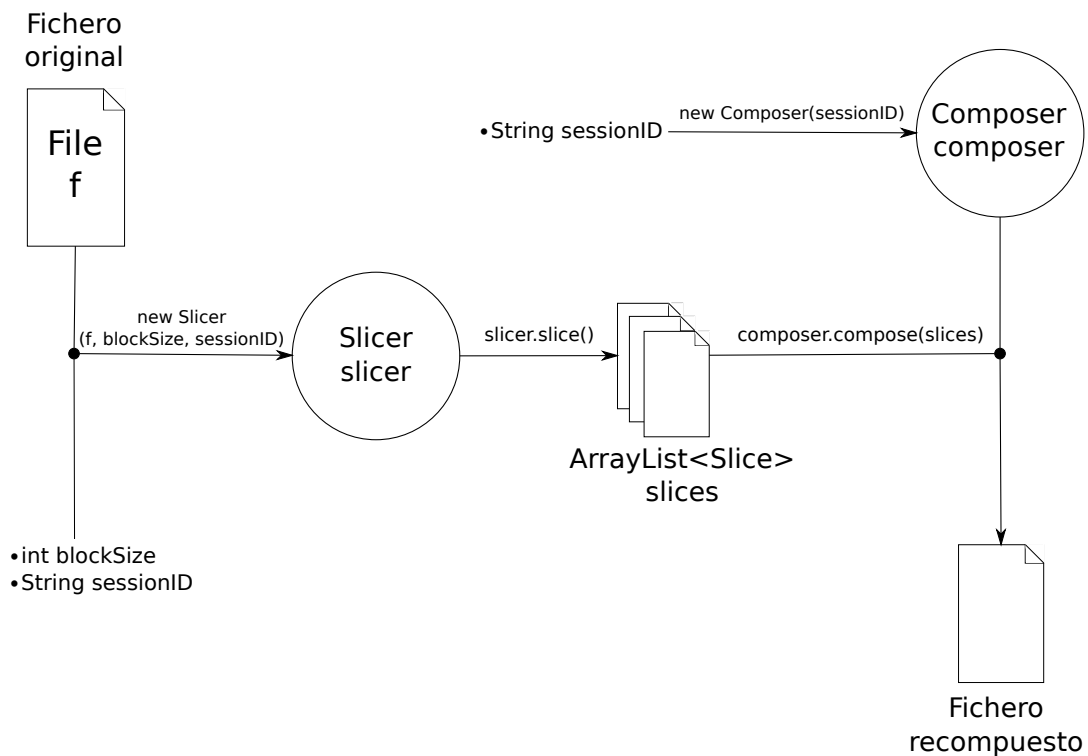 Fichero
original
File
f
•String sessionID
new Composer(sessionID)
Composer
composer
new Slicer
(f, blockSize, sessionID)
Slicer
slicer
slicer.slice()
composer.compose(slices)
ArrayList<Slice>
slices
•int blockSize
•String sessionID
Fichero
recompuesto